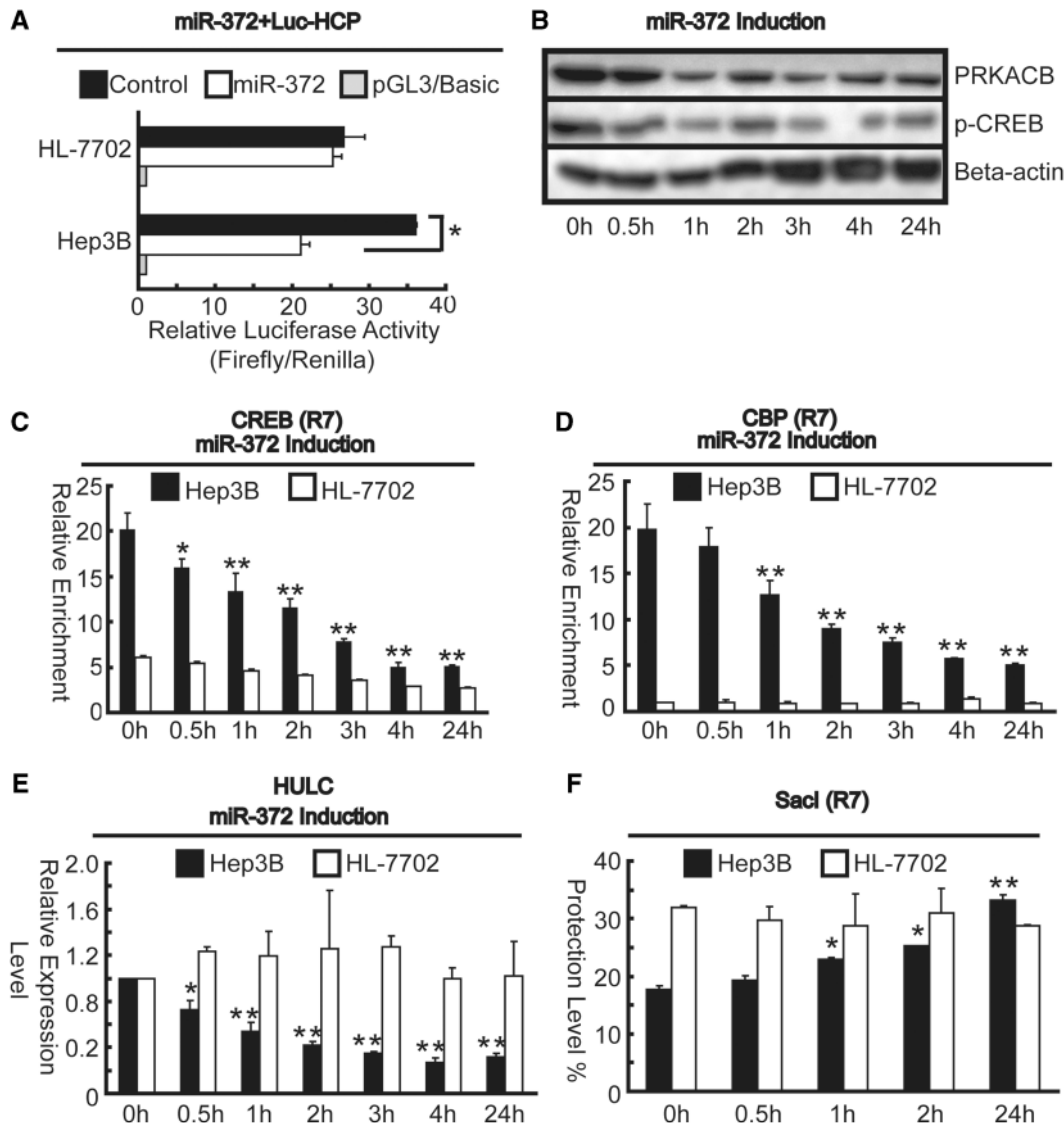 A
miR-372+Luc-HCP
Control miR-372 pGL3/Basic
HL-7702
Hep3B
*
0 10 20 30 40
Relative Luciferase Activity
(Firefly/Renilla)
B
miR-372 Induction
PRKACB
p-CREB
Beta-actin
0h 0.5h 1h 2h 3h 4h 24h
C
CREB (R7)
miR-372 Induction
Hep3B HL-7702
Relative Enrichment
25
20
15
10
5
0
* ** ** ** ** **
0h 0.5h 1h 2h 3h 4h 24h
D
CBP (R7)
miR-372 Induction
Hep3B HL-7702
Relative Enrichment
25
20
15
10
5
0
** ** ** ** **
0h 0.5h 1h 2h 3h 4h 24h
E
HULC
miR-372 Induction
Hep3B HL-7702
Relative Expression
Level
2.0
1.6
1.2
0.8
0.2
0
* ** ** ** ** **
0h 0.5h 1h 2h 3h 4h 24h
F
SacI (R7)
Hep3B HL-7702
Protection Level %
40
30
20
10
0
* * **
0h 0.5h 1h 2h 24h